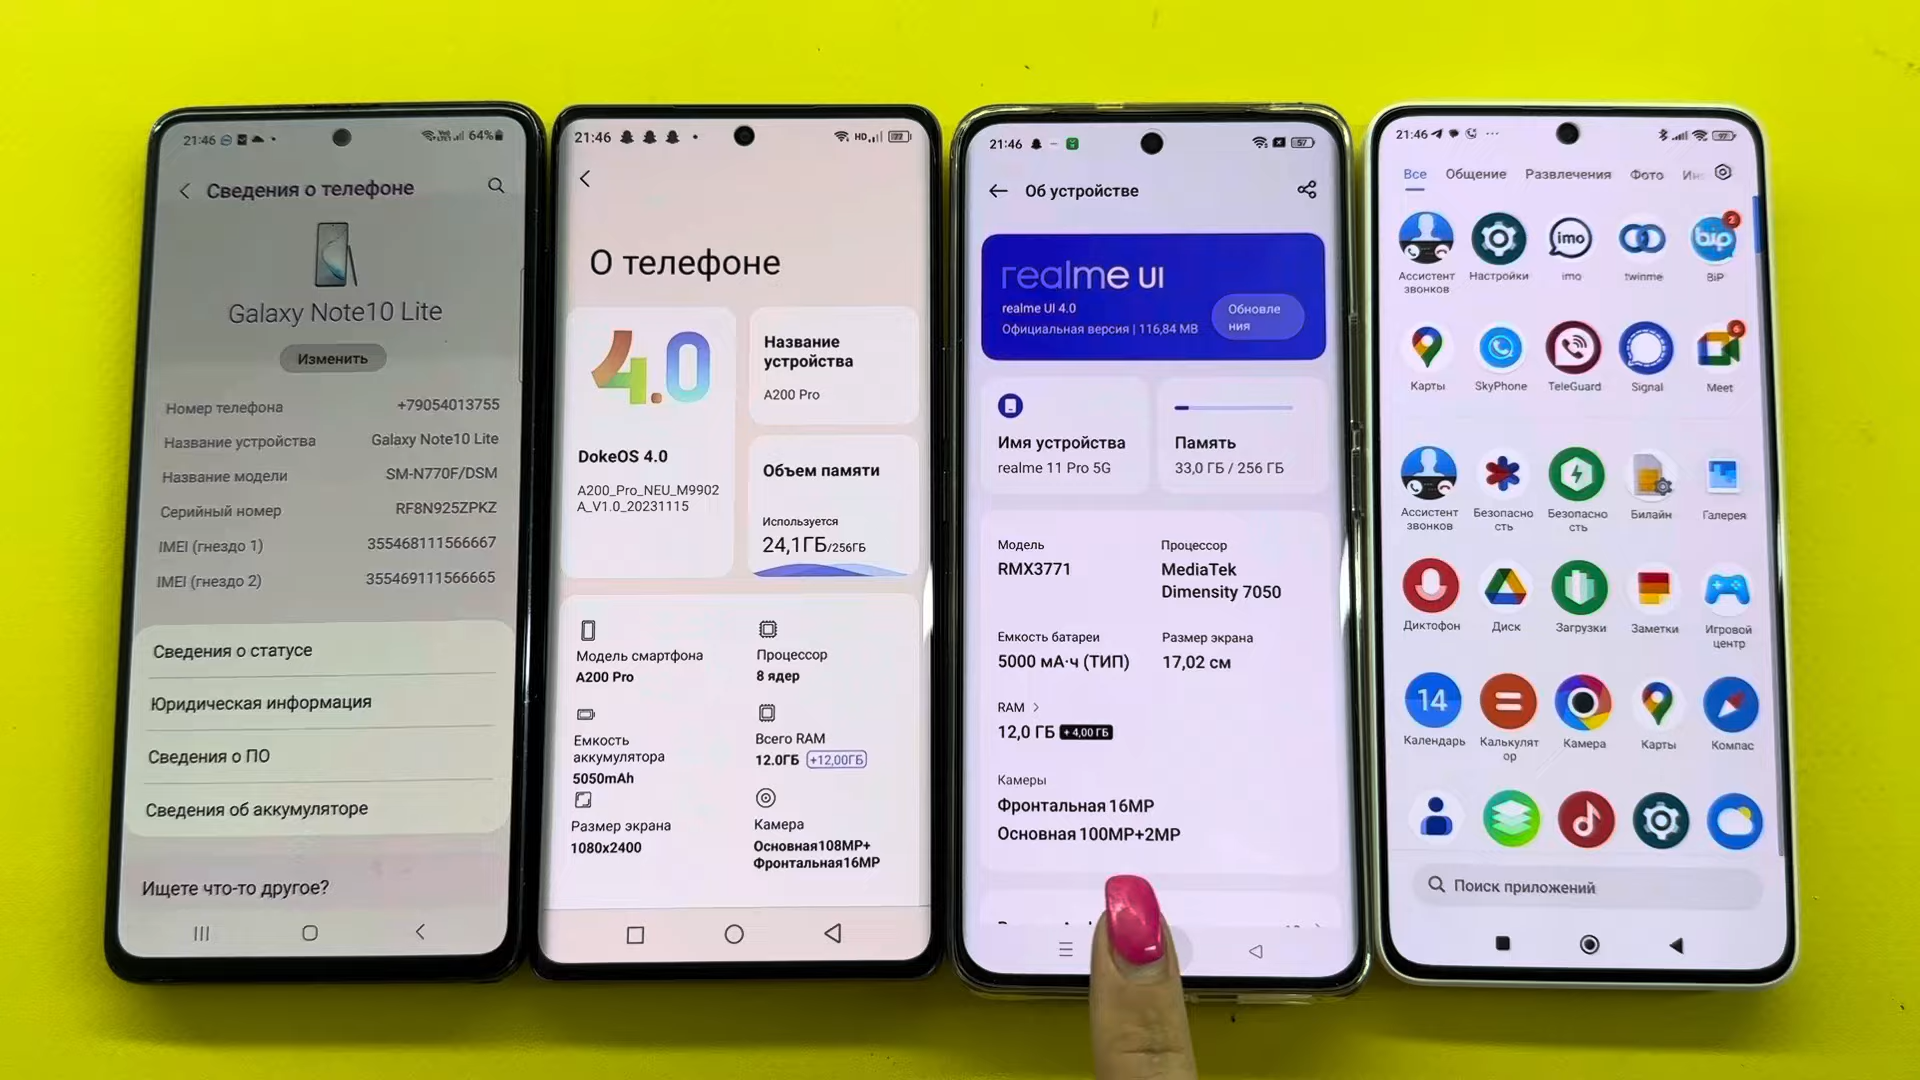 21:46
64%
Сведения о телефоне
Galaxy Note10 Lite
Изменить
Номер телефона +79054013755
Название устройства Galaxy Note10 Lite
Название модели SM-N770F/DSM
Серийный номер RF8N925ZPKZ
IMEI (гнездо 1) 355468111566667
IMEI (гнездо 2) 355469111566665
Сведения о статусе
Юридическая информация
Сведения о ПО
Сведения об аккумуляторе
Ищете что-то другое?
21:46
HD
О телефоне
4.0
DokeOS 4.0
A200_Pro_NEU_M9902
A_V1.0_20231115
Название
устройства
A200 Pro
Объем памяти
Используется
24,1ГБ/256ГБ
Модель смартфона
A200 Pro
Процессор
8 ядер
Емкость
аккумулятора
5050mAh
Всего RAM
12.0ГБ +12,00ГБ
Размер экрана
1080x2400
Камера
Основная108MP+
Фронтальная16MP
21:46
57
Об устройстве
realme UI
realme UI 4.0
Официальная версия | 116,84 MB
Обновле
ния
Имя устройства
realme 11 Pro 5G
Память
33,0 ГБ / 256 ГБ
Модель
RMX3771
Процессор
MediaTek
Dimensity 7050
Емкость батареи
5000 мА·ч (ТИП)
Размер экрана
17,02 см
RAM
12,0 ГБ + 4,00 ГБ
Камеры
Фронтальная 16MP
Основная 100MP+2MP
21:46
97
Все Общение Развлечения Фото
Ассистент
звонков
Настройки
imo
imo
twinme
bip
2
BiP
Карты
SkyPhone
TeleGuard
Signal
6
Meet
Ассистент
звонков
Безопасно
сть
Безопасно
сть
Билайн
Галерея
Диктофон
Диск
Загрузки
Заметки
Игровой
центр
14
Календарь
Калькулят
ор
Камера
Карты
Компас
Поиск приложений